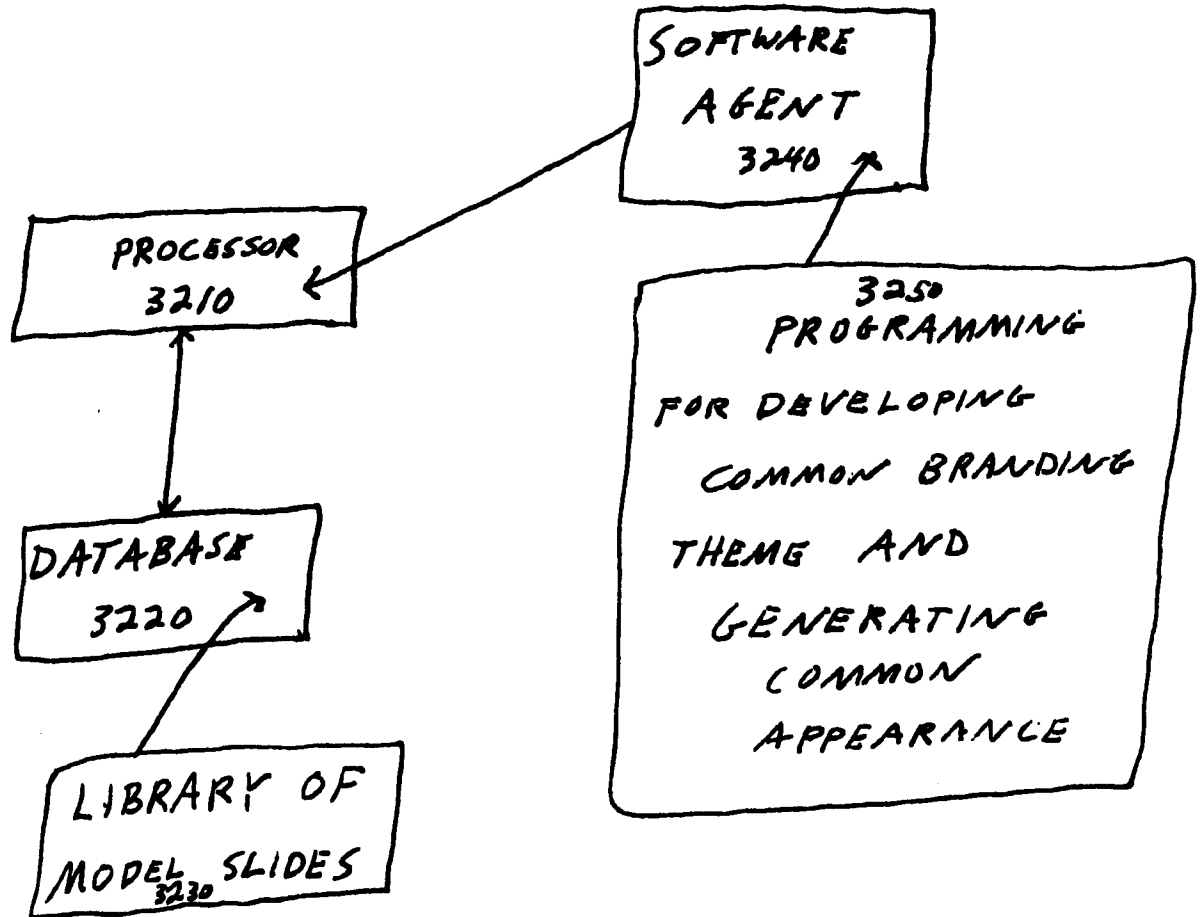 SOFTWARE
AGENT
3240
PROCESSOR
3210
3250
PROGRAMMING
FOR DEVELOPING
COMMON BRANDING
THEME AND
GENERATING
COMMON
APPEARANCE
DATABASE
3220
LIBRARY OF
MODEL SLIDES
3230